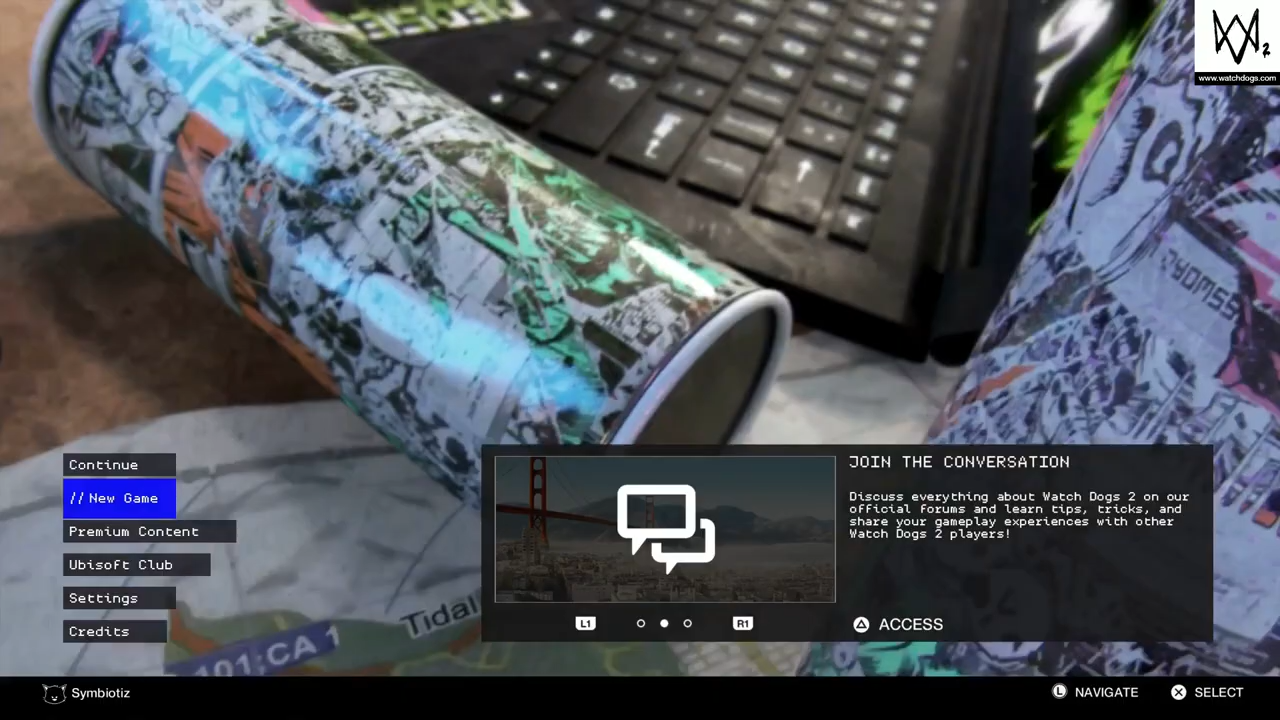 2
www.watchdogs.com
Continue
// New Game
Premium Content
Ubisoft Club
Settings
Credits
JOIN THE CONVERSATION
Discuss everything about Watch Dogs 2 on our
official forums and learn tips, tricks, and
share your gameplay experiences with other
Watch Dogs 2 players!
L1
R1
ACCESS
Tidal
101;CA 1
Symbiotiz
L NAVIGATE
SELECT